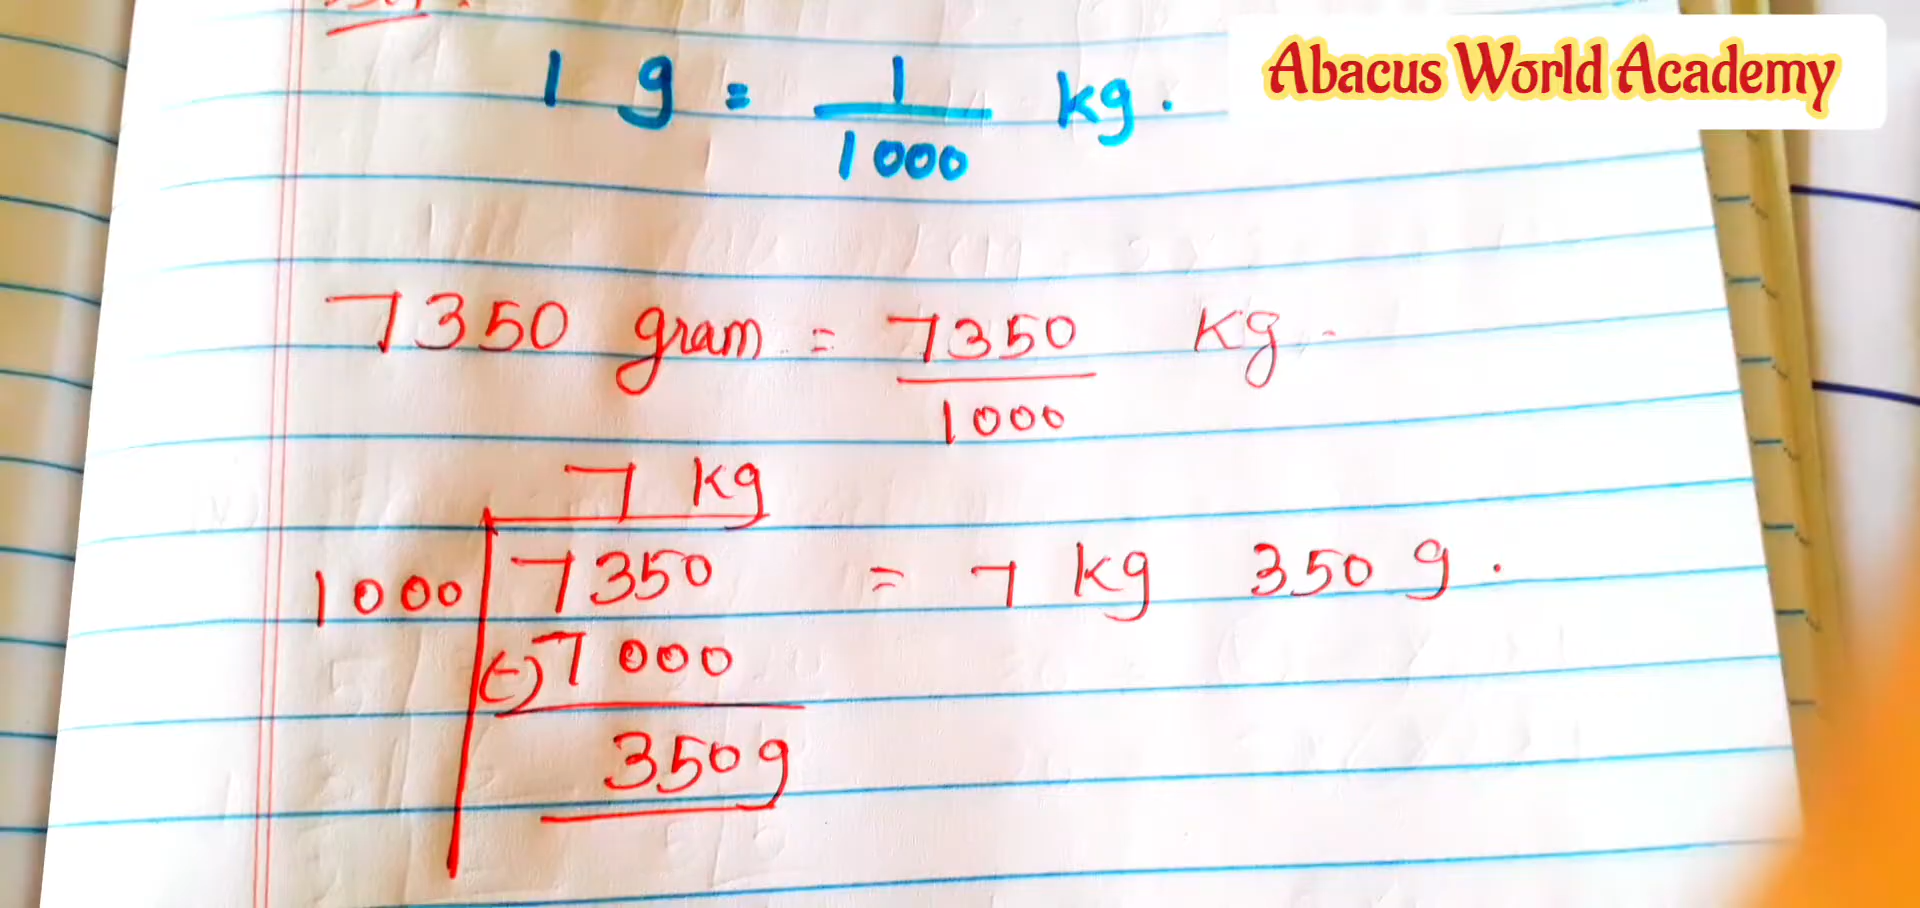 Abacus World Academy
1 g = 1/1000 kg.
7350 gram = 7350/1000 kg.
7 kg
1000 7350 = 7 kg 350 g.
(-) 7000
350g